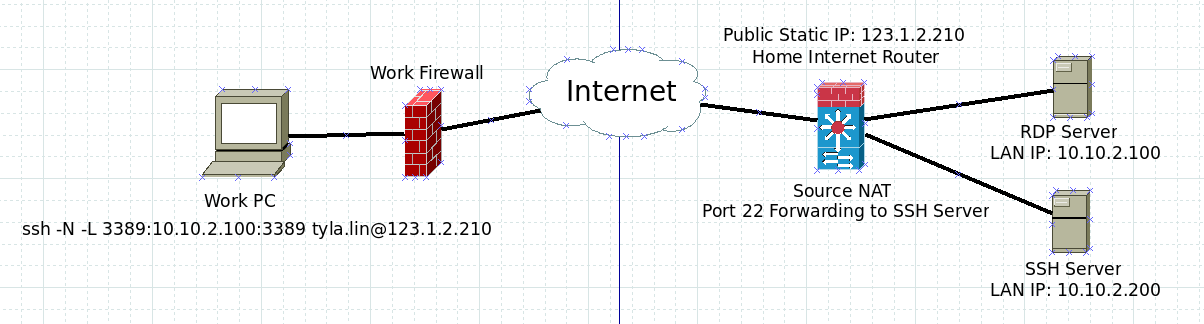 Public Static IP: 123.1.2.210
Home Internet Router
Work Firewall
Internet
RDP Server
LAN IP: 10.10.2.100
Work PC
Source NAT
Port 22 Forwarding to SSH Server
ssh -N -L 3389:10.10.2.100:3389 tyla.lin@123.1.2.210
SSH Server
LAN IP: 10.10.2.200